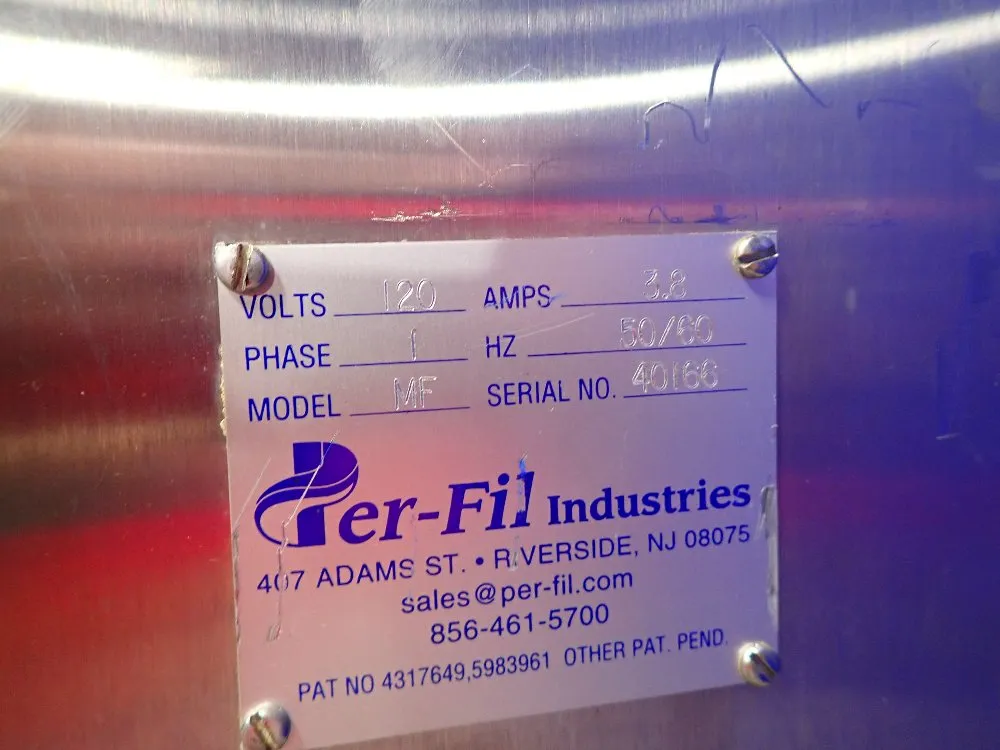 VOLTS 120 AMPS 3.8
PHASE 1 HZ 50/60
MODEL MF SERIAL NO. 40166
Per-Fil Industries
407 ADAMS ST. • RIVERSIDE, NJ 08075
sales@per-fil.com
856-461-5700
PAT NO 4317649,5983961 OTHER PAT. PEND.